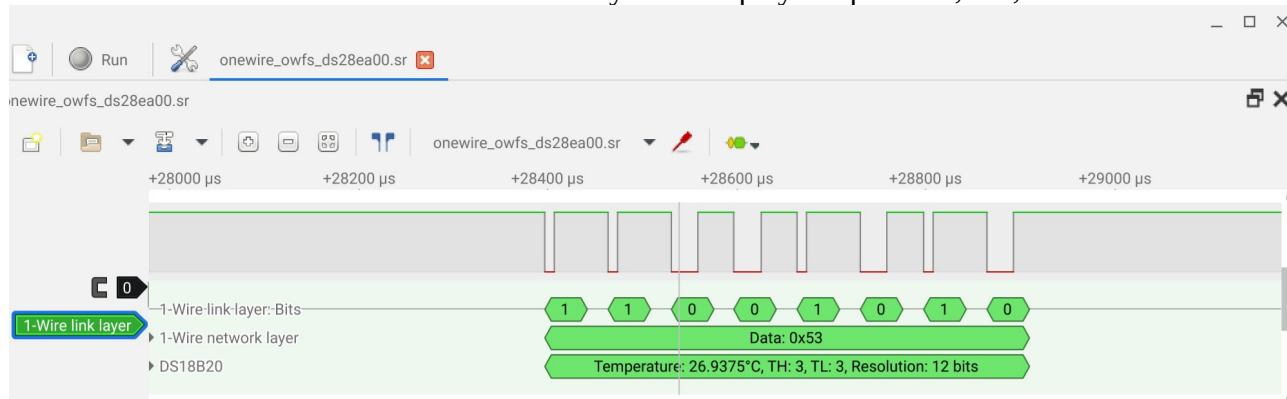 Run
onewire_owfs_ds28ea00.sr
onewire_owfs_ds28ea00.sr
onewire_owfs_ds28ea00.sr
+28000 µs +28200 µs +28400 µs +28600 µs +28800 µs +29000 µs
0
1-Wire link layer: Bits 1 1 0 0 1 0 1 0
1-Wire link layer
1-Wire network layer Data: 0x53
DS18B20 Temperature: 26.9375°C, TH: 3, TL: 3, Resolution: 12 bits